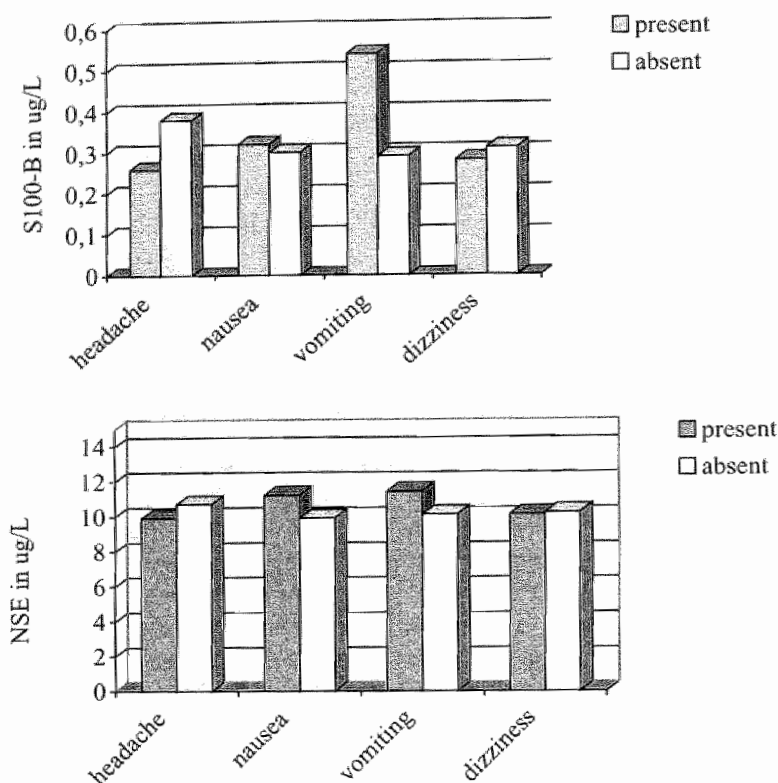 S100-B in ug/L
0,6
0,5
0,4
0,3
0,2
0,1
0
headache
nausea
vomiting
dizziness
present
absent
NSE in ug/L
14
12
10
8
6
4
2
0
headache
nausea
vomiting
dizziness
present
absent